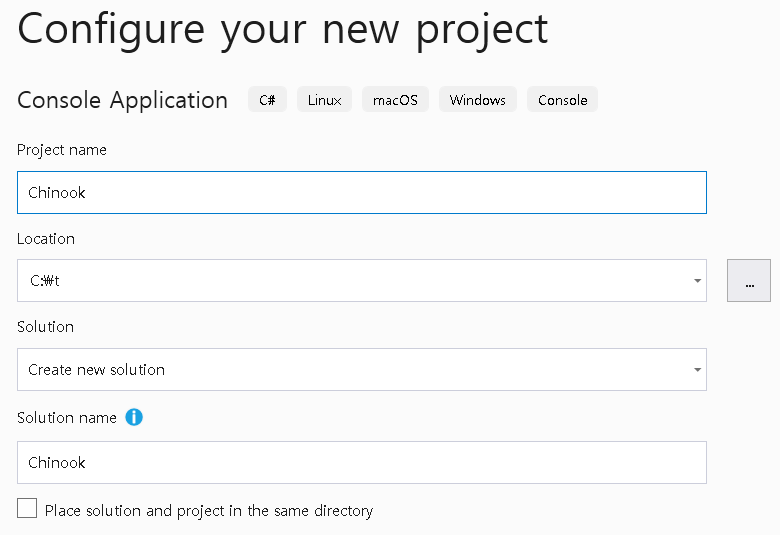 Configure your new project
Console Application C# Linux macOS Windows Console
Project name
Chinook
Location
C:₩t
...
Solution
Create new solution
Solution name
Chinook
Place solution and project in the same directory